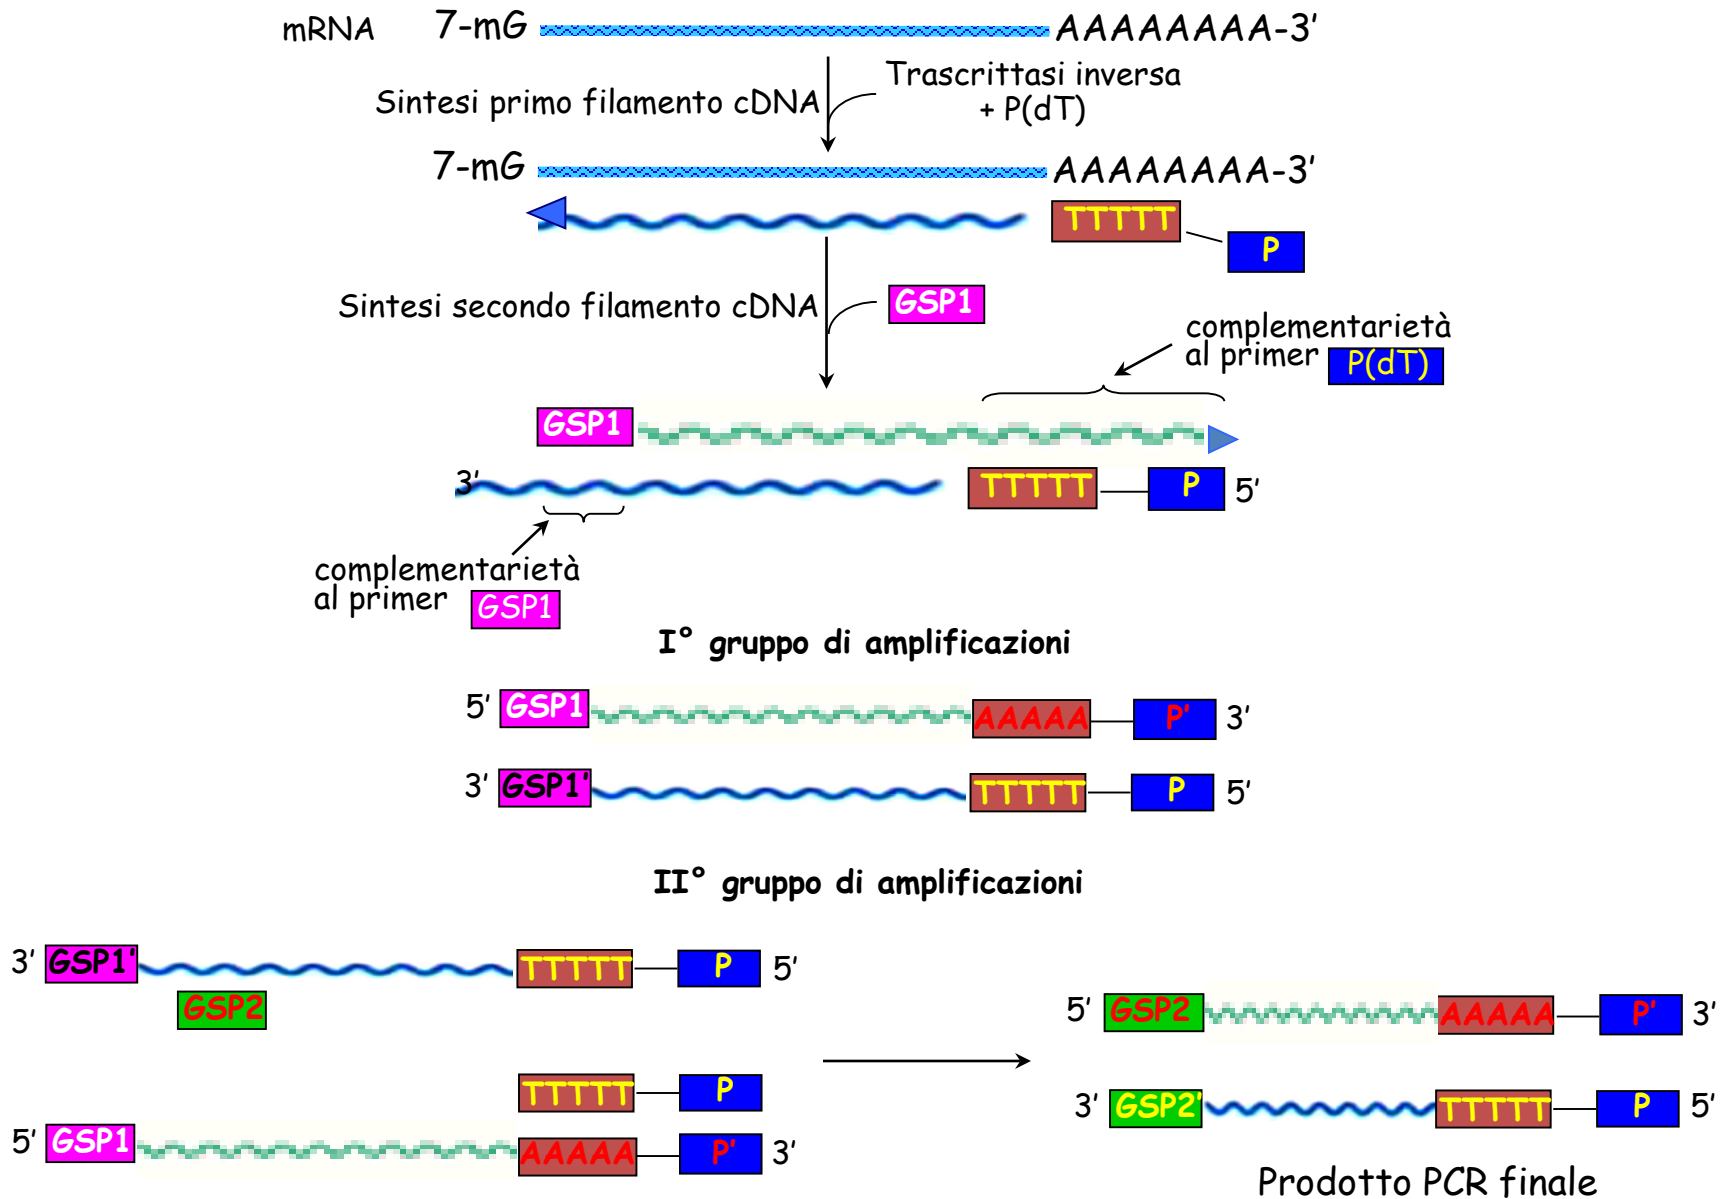 mRNA 7-mG AAAAAAAA-3'
Trascrittasi inversa
+ P(dT)
Sintesi primo filamento cDNA
7-mG AAAAAAAA-3'
TTTTT
P
Sintesi secondo filamento cDNA GSP1
complementarietà
al primer P(dT)
GSP1
3' TTTTT P 5'
complementarietà
al primer GSP1
I° gruppo di amplificazioni
5' GSP1 AAAAA P' 3'
3' GSP1' TTTTT P 5'
II° gruppo di amplificazioni
3' GSP1' TTTTT P 5'
GSP2
TTTTT P
5' GSP1 AAAAA P' 3'
5' GSP2 AAAAA P' 3'
3' GSP2' TTTTT P 5'
Prodotto PCR finale